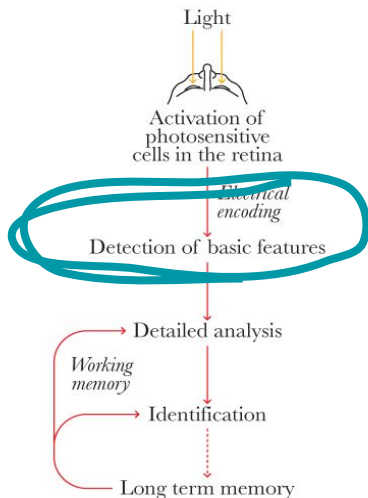 Light
Activation of
photosensitive
cells in the retina
Electrical
encoding
Detection of basic features
Detailed analysis
Working
memory
Identification
Long term memory